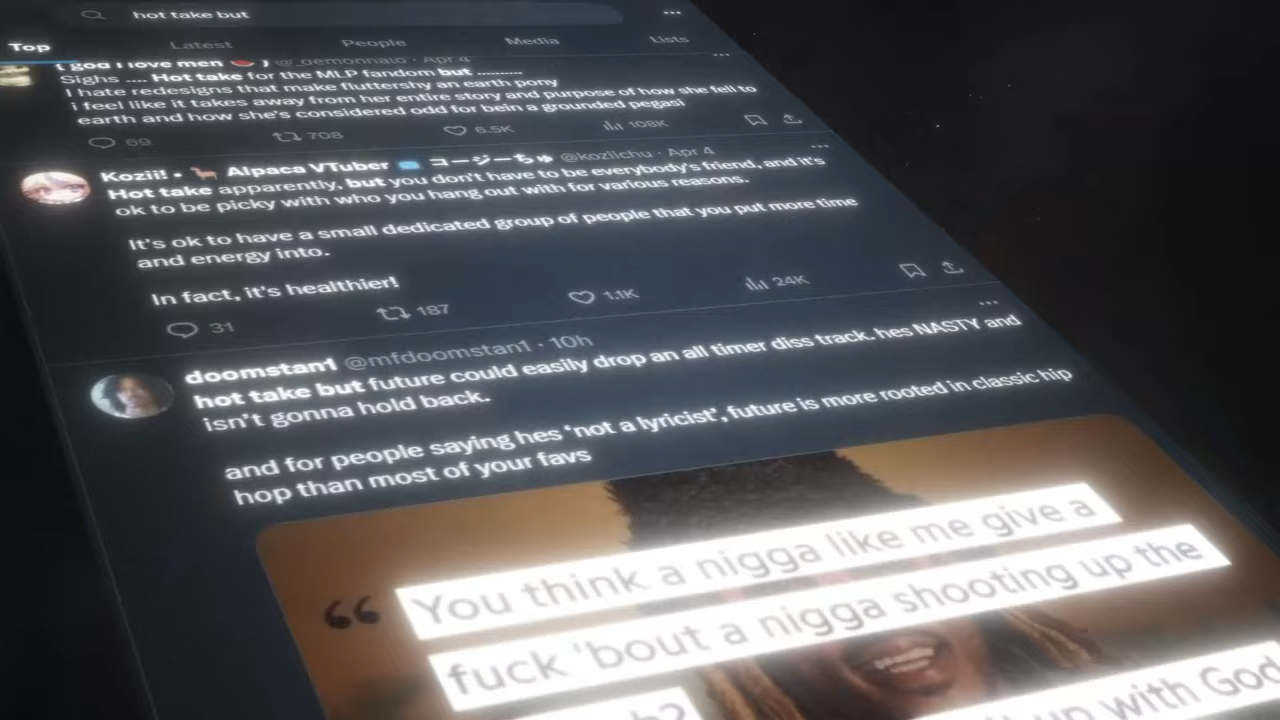 hot take but
Top
Latest
People
Media
Lists
t god I love men ) @_demonnato · Apr 4
Sighs .... Hot take for the MLP fandom but ..........
I hate redesigns that make fluttershy an earth pony
i feel like it takes away from her entire story and purpose of how she fell to
earth and how she's considered odd for bein a grounded pegasi
69
708
6.5K
108K
Kozii! • Alpaca VTuber コージーちゅ @koziichu · Apr 4
Hot take apparently, but you don't have to be everybody's friend, and it's
ok to be picky with who you hang out with for various reasons.
It's ok to have a small dedicated group of people that you put more time
and energy into.
In fact, it's healthier!
31
187
1.1K
24K
doomstan1 @mfdoomstan1 · 10h
hot take but future could easily drop an all timer diss track. hes NASTY and
isn't gonna hold back.
and for people saying hes 'not a lyricist', future is more rooted in classic hip
hop than most of your favs
“ You think a nigga like me give a
fuck 'bout a nigga shooting up the
up with God